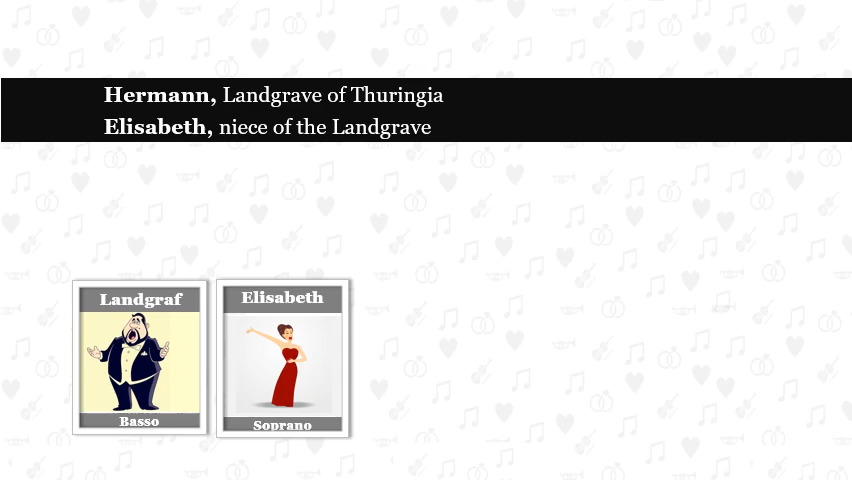 Hermann, Landgrave of Thuringia
Elisabeth, niece of the Landgrave
Landgraf
Basso
Elisabeth
Soprano